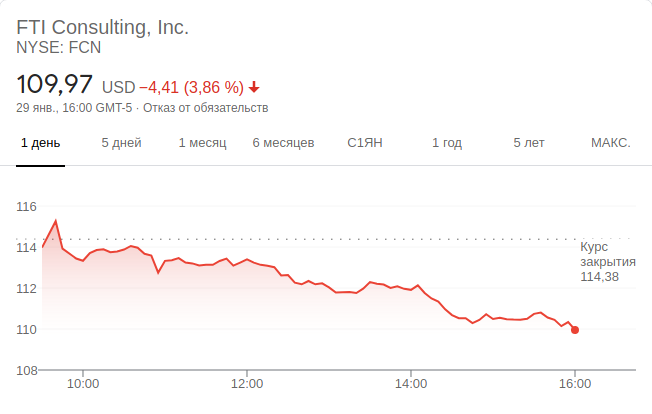 FTI Consulting, Inc.
NYSE: FCN
109,97 USD −4,41 (3,86 %)
29 янв., 16:00 GMT-5 · Отказ от обязательств
1 день 5 дней 1 месяц 6 месяцев С1ЯН 1 год 5 лет МАКС.
116
114
112
110
108
Курс
закрытия
114,38
10:00 12:00 14:00 16:00